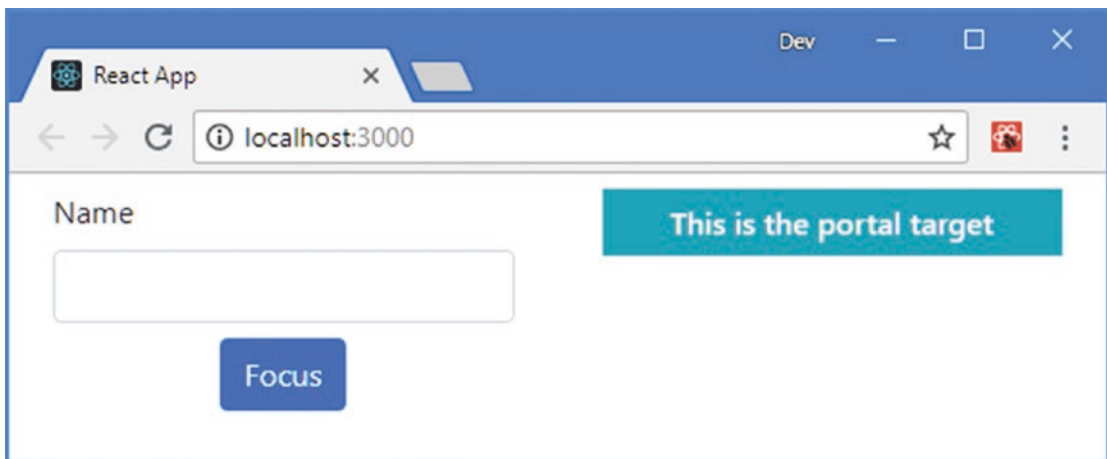 Dev
React App
localhost:3000
Name
This is the portal target
Focus